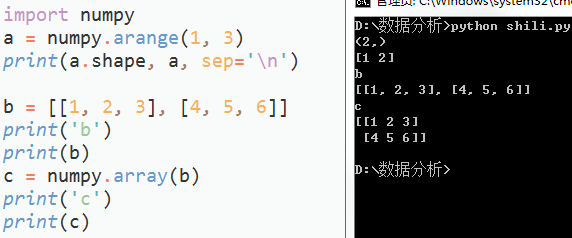 import numpy
a = numpy.arange(1, 3)
print(a.shape, a, sep='\n')
b = [[1, 2, 3], [4, 5, 6]]
print('b')
print(b)
c = numpy.array(b)
print('c')
print(c)
管理员: C:\Windows\system32\cmd
D:\数据分析>python shili.py
(2,)
[1 2]
b
[[1, 2, 3], [4, 5, 6]]
c
[[1 2 3]
 [4 5 6]]
D:\数据分析>